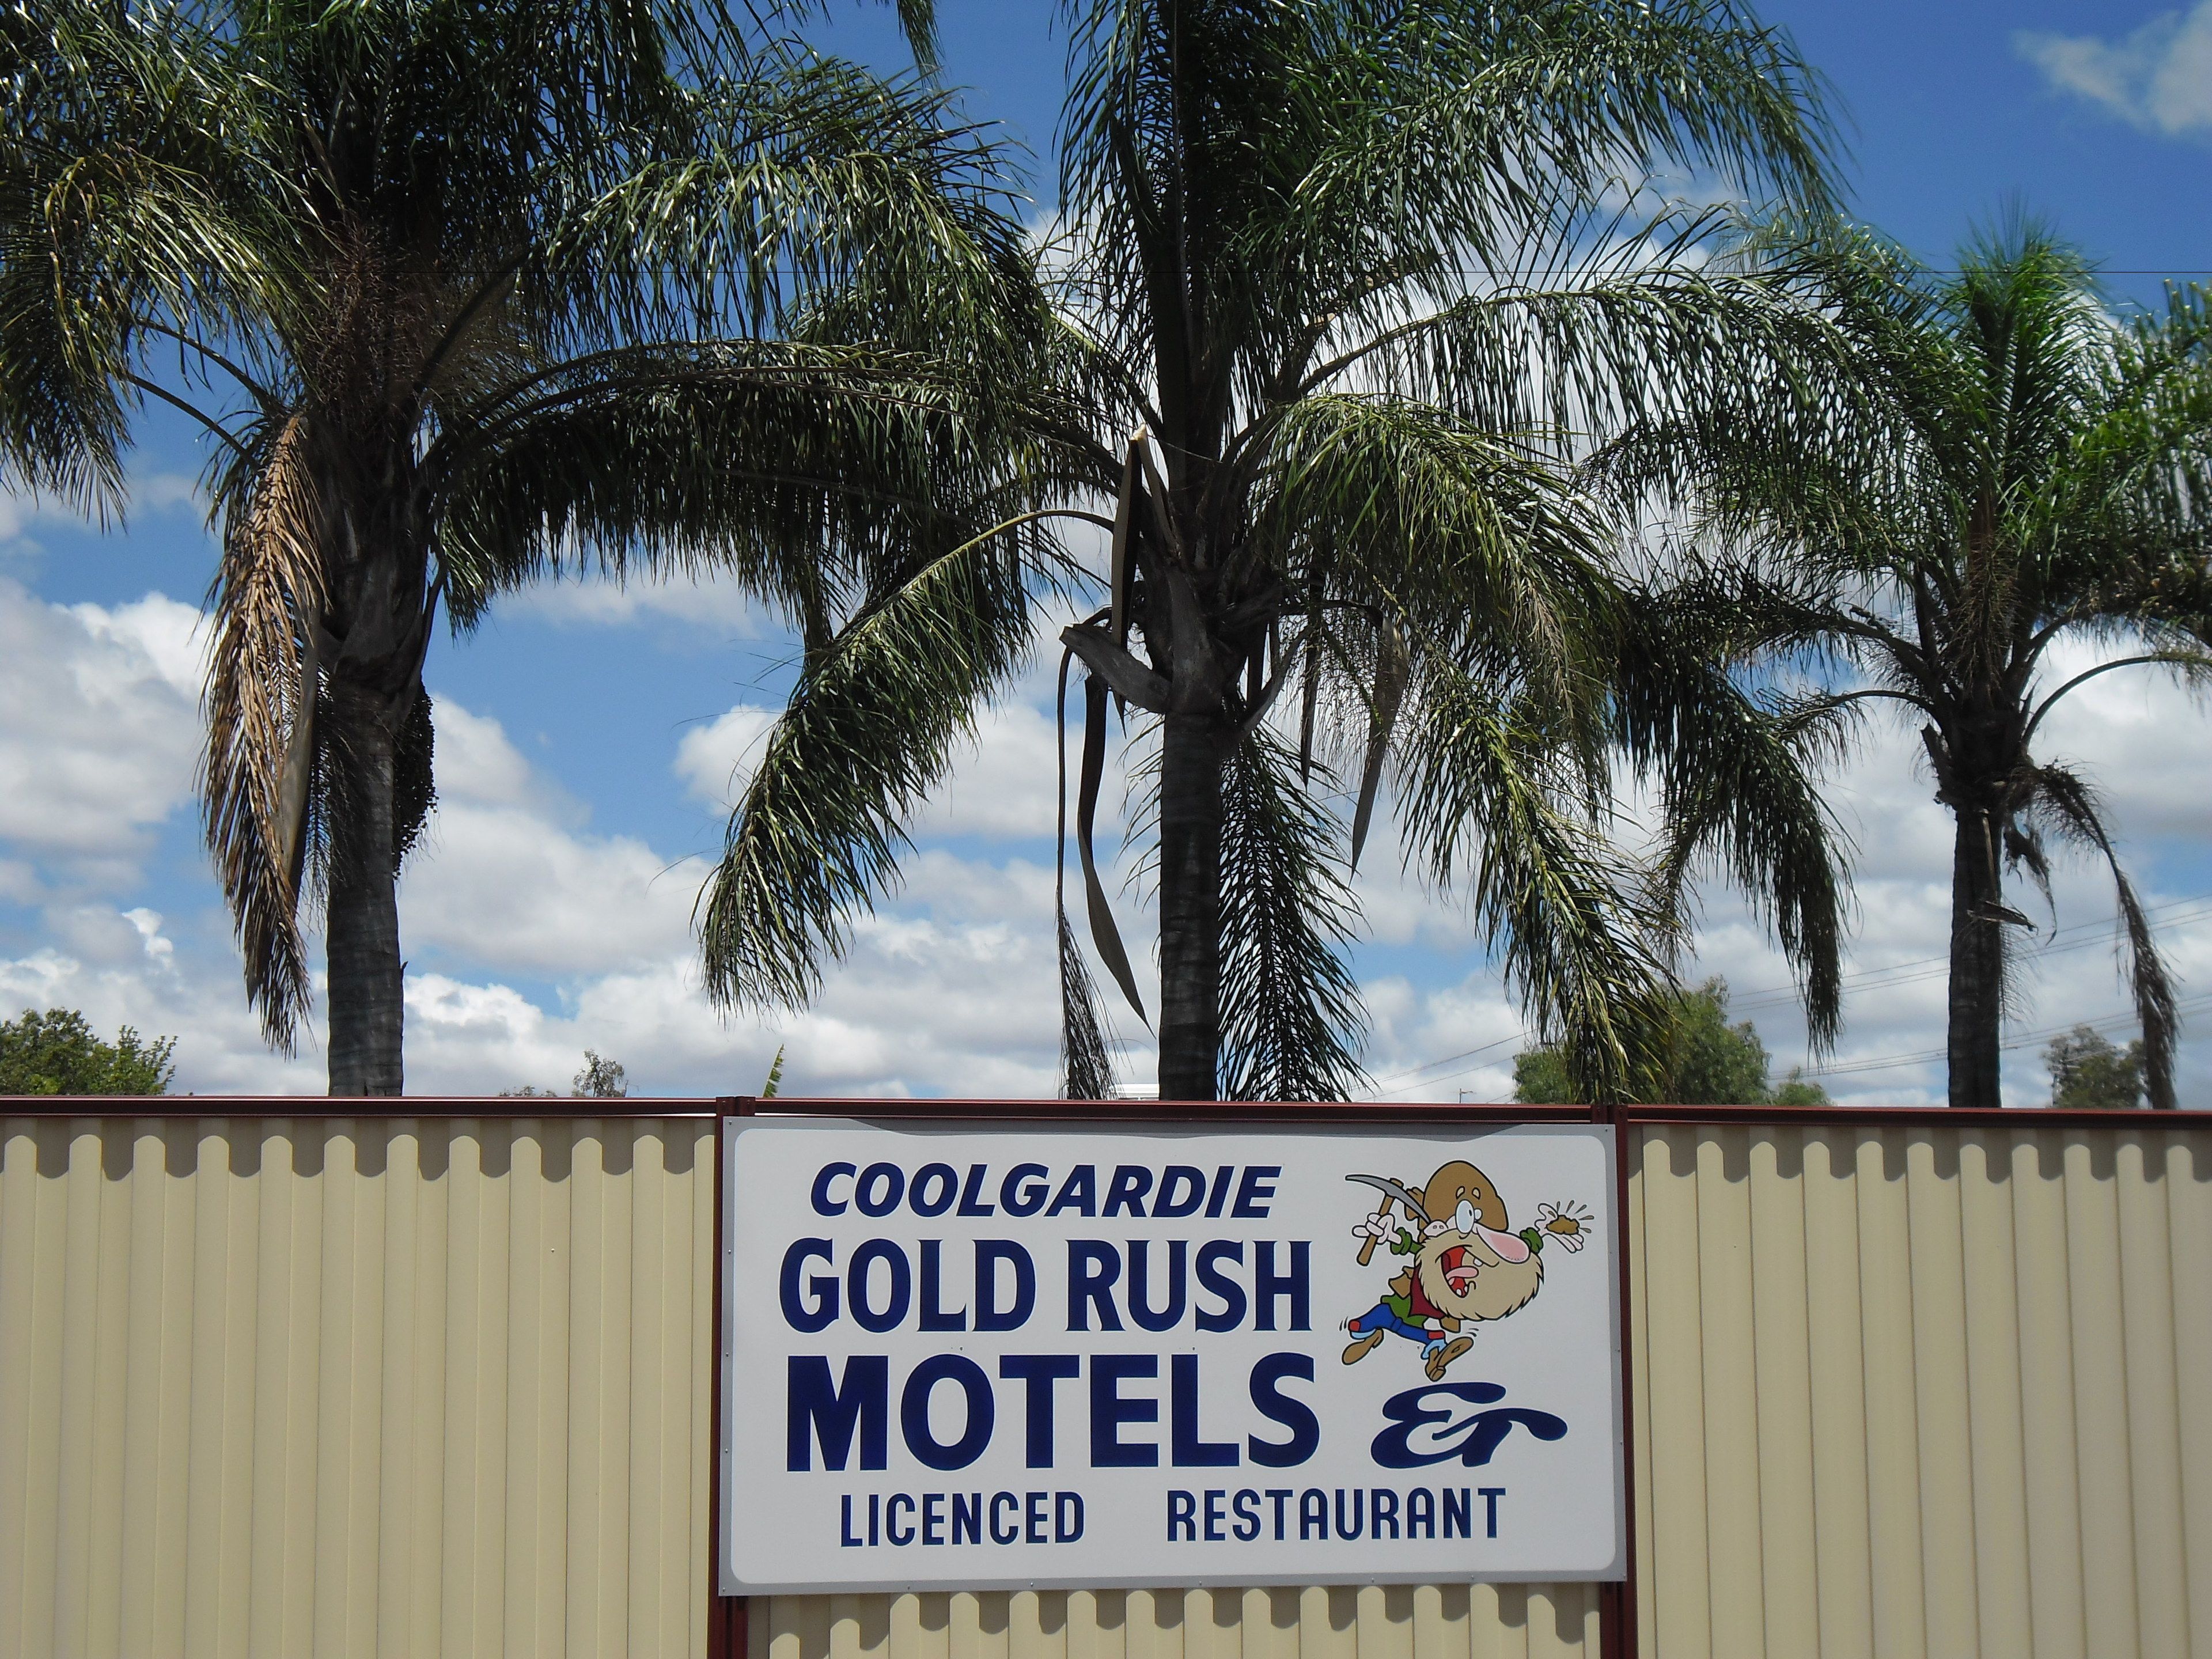 COOLGARDIE
GOLD RUSH
MOTELS &
LICENCED RESTAURANT